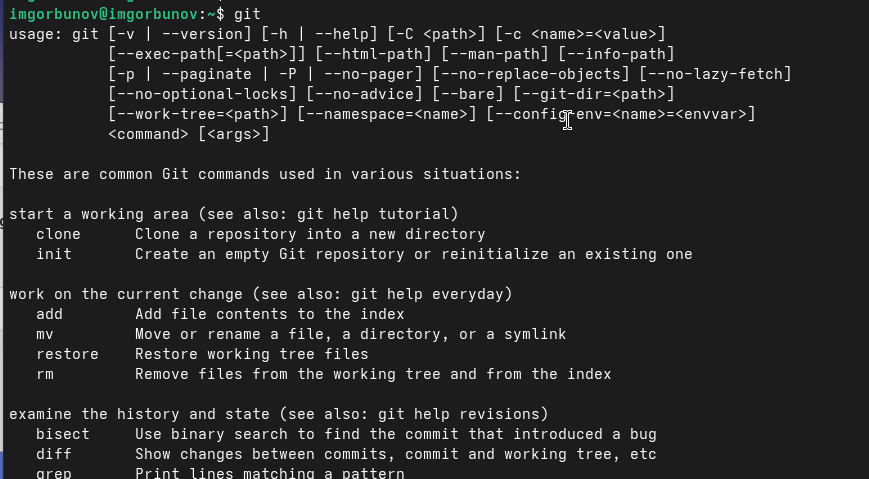 imgorbunov@imgorbunov:~$ git
usage: git [-v | --version] [-h | --help] [-C <path>] [-c <name>=<value>]
           [--exec-path[=<path>]] [--html-path] [--man-path] [--info-path]
           [-p | --paginate | -P | --no-pager] [--no-replace-objects] [--no-lazy-fetch]
           [--no-optional-locks] [--no-advice] [--bare] [--git-dir=<path>]
           [--work-tree=<path>] [--namespace=<name>] [--config-env=<name>=<envvar>]
           <command> [<args>]

These are common Git commands used in various situations:

start a working area (see also: git help tutorial)
   clone      Clone a repository into a new directory
   init       Create an empty Git repository or reinitialize an existing one

work on the current change (see also: git help everyday)
   add        Add file contents to the index
   mv         Move or rename a file, a directory, or a symlink
   restore    Restore working tree files
   rm         Remove files from the working tree and from the index

examine the history and state (see also: git help revisions)
   bisect     Use binary search to find the commit that introduced a bug
   diff       Show changes between commits, commit and working tree, etc
   grep       Print lines matching a pattern